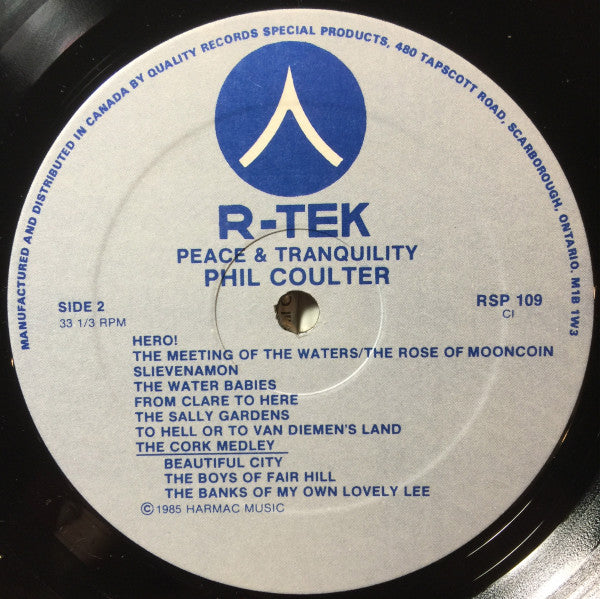 MANUFACTURED AND DISTRIBUTED IN CANADA BY QUALITY RECORDS SPECIAL PRODUCTS, 480 TAPSCOTT ROAD, SCARBOROUGH, ONTARIO. M1B 1W3
R-TEK
PEACE & TRANQUILITY
PHIL COULTER
SIDE 2
33 1/3 RPM
RSP 109
CI
HERO!
THE MEETING OF THE WATERS/THE ROSE OF MOONCOIN
SLIEVENAMON
THE WATER BABIES
FROM CLARE TO HERE
THE SALLY GARDENS
TO HELL OR TO VAN DIEMEN'S LAND
THE CORK MEDLEY
BEAUTIFUL CITY
THE BOYS OF FAIR HILL
THE BANKS OF MY OWN LOVELY LEE
©1985 HARMAC MUSIC